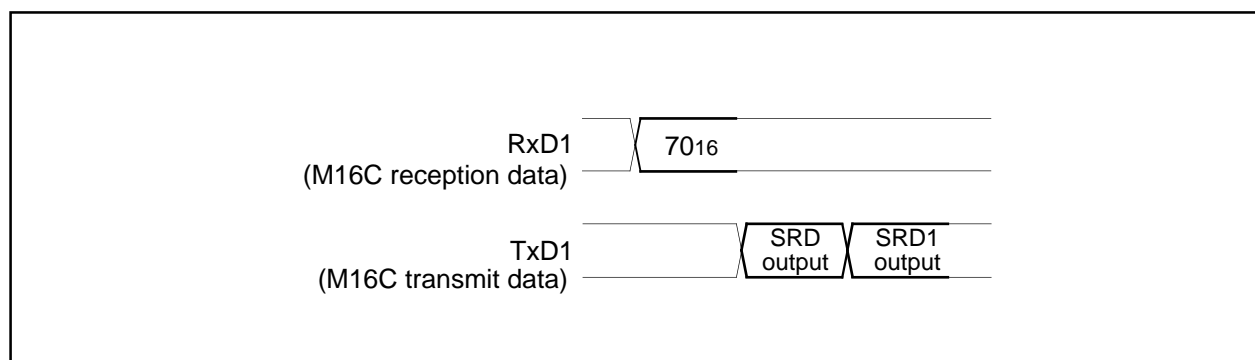 RxD1
(M16C reception data)
7016
TxD1
(M16C transmit data)
SRD
output
SRD1
output